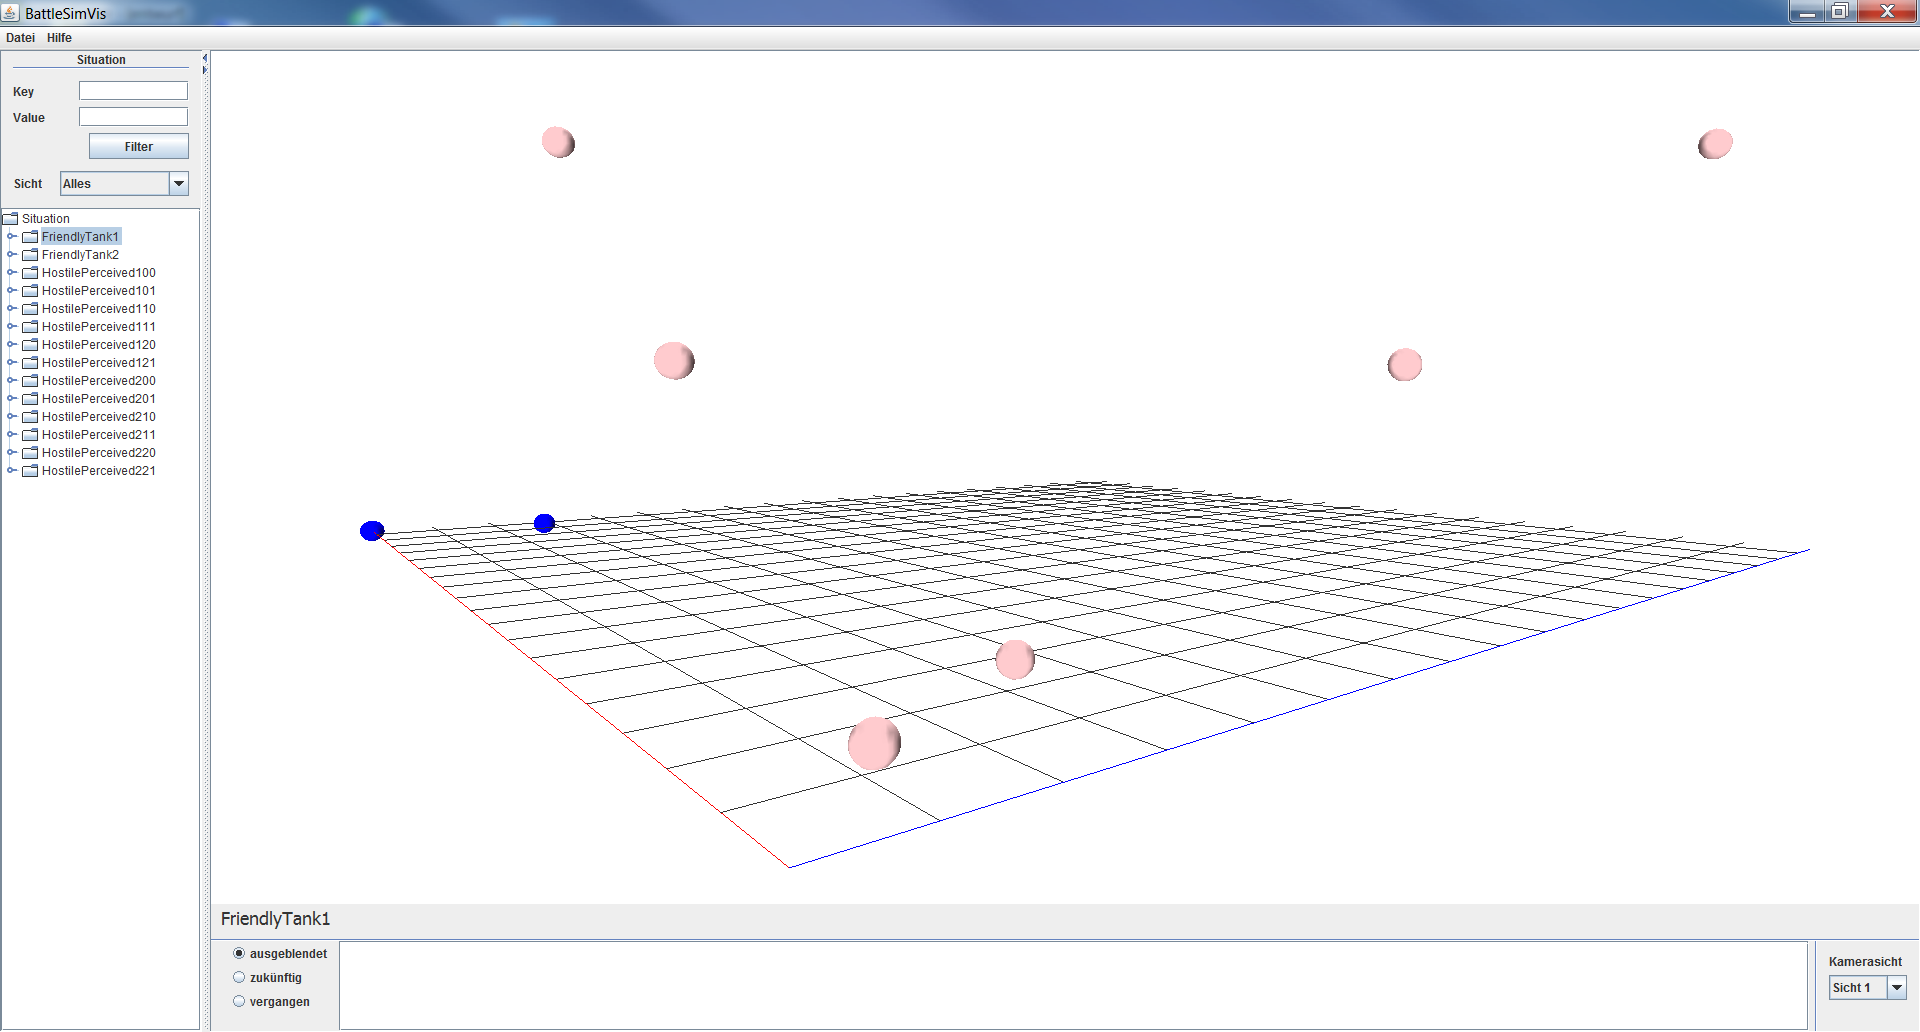 BattleSimVis
Datei Hilfe
Situation
Key
Value
Filter
Sicht Alles
Situation
FriendlyTank1
FriendlyTank2
HostilePerceived100
HostilePerceived101
HostilePerceived110
HostilePerceived111
HostilePerceived120
HostilePerceived121
HostilePerceived200
HostilePerceived201
HostilePerceived210
HostilePerceived211
HostilePerceived220
HostilePerceived221
FriendlyTank1
ausgeblendet
zukünftig
vergangen
Kamerasicht
Sicht 1